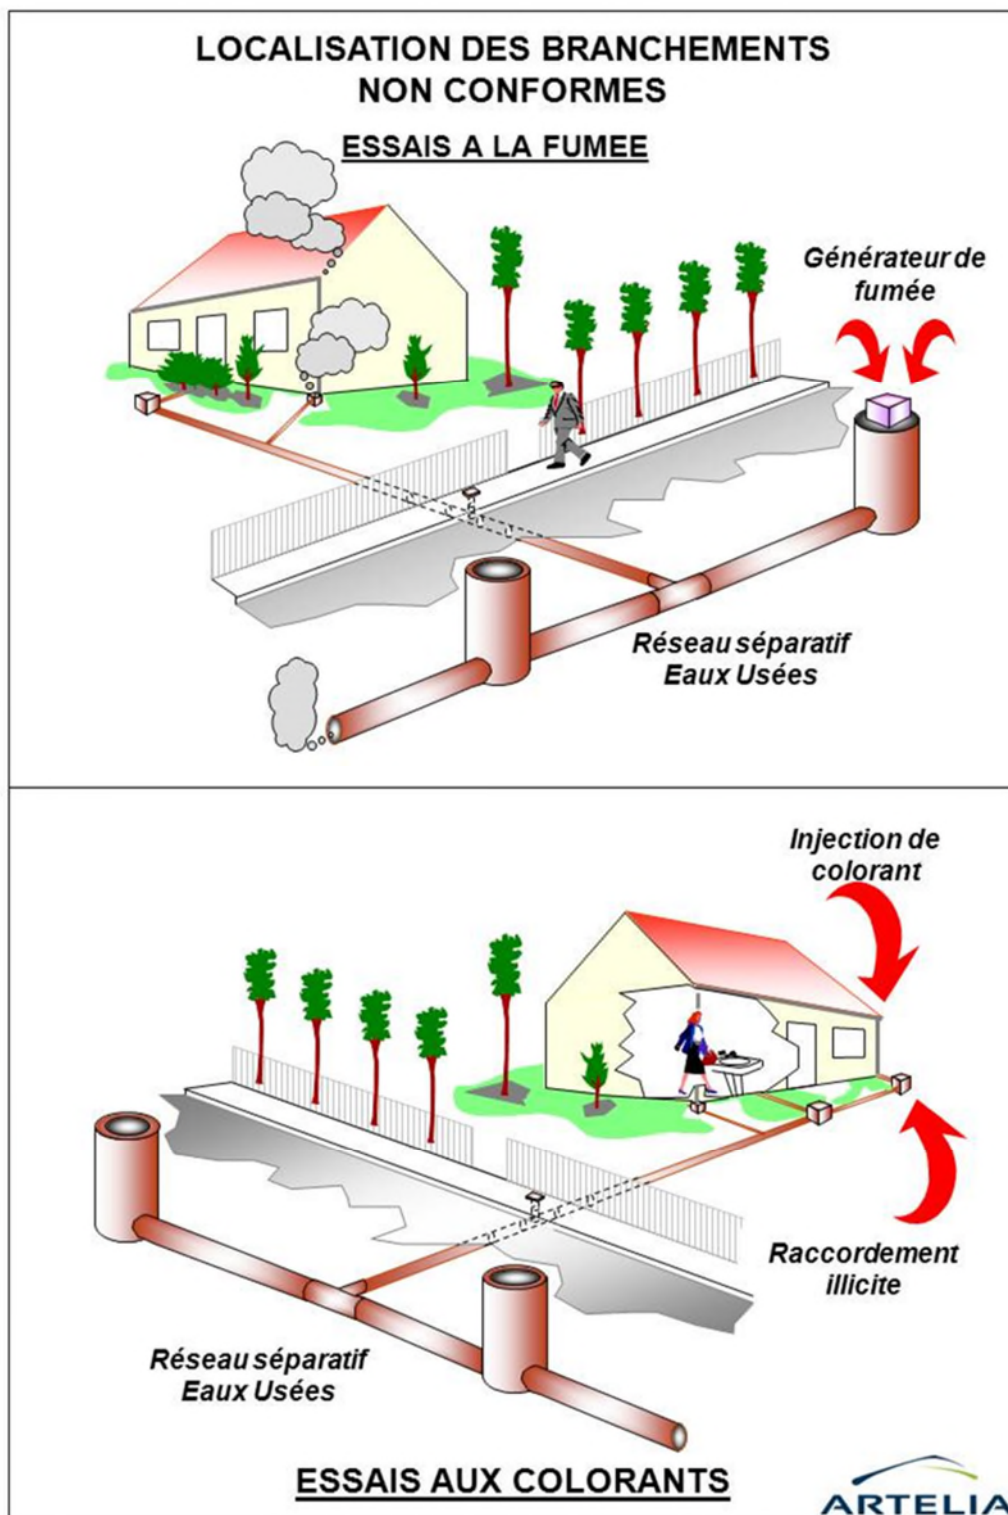 LOCALISATION DES BRANCHEMENTS
NON CONFORMES
ESSAIS A LA FUMEE
Générateur de
fumée
Réseau séparatif
Eaux Usées
Injection de
colorant
Raccordement
illicite
Réseau séparatif
Eaux Usées
ESSAIS AUX COLORANTS
ARTELIA